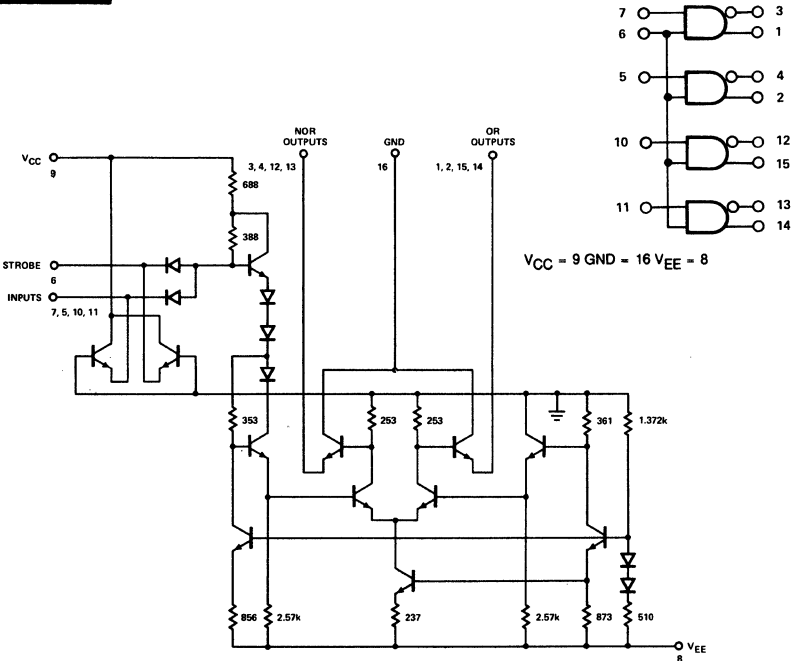 7
3
6
1
5
4
2
10
12
15
11
13
14
VCC = 9 GND = 16 VEE = 8
NOR
OUTPUTS
3, 4, 12, 13
GND
16
OR
OUTPUTS
1, 2, 15, 14
VCC
9
688
388
STROBE
6
INPUTS
7, 5, 10, 11
353
253
253
361
1.372k
856
2.57k
237
2.57k
873
510
VEE
8